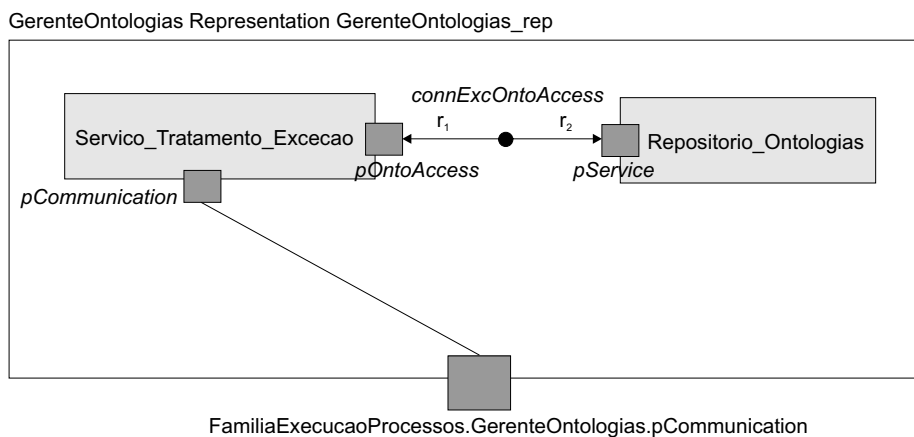 GerenteOntologias Representation GerenteOntologias_rep
connExcOntoAccess
r1 r2
Servico_Tratamento_Excecao
Repositorio_Ontologias
pOntoAccess
pService
pCommunication
FamiliaExecucaoProcessos.GerenteOntologias.pCommunication